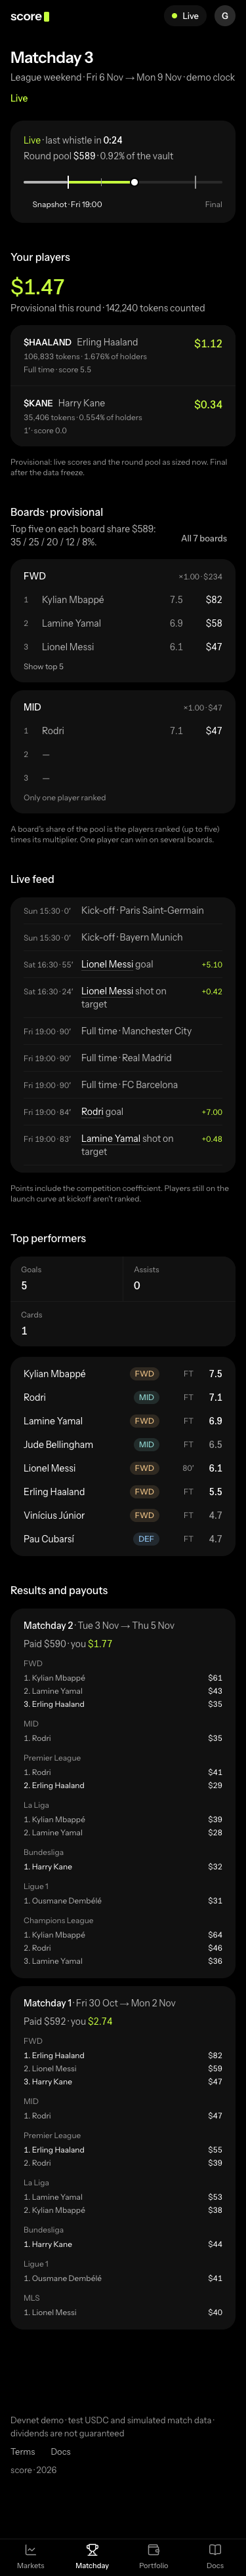 score
Live
G
Matchday 3
League weekend · Fri 6 Nov → Mon 9 Nov · demo clock
Live
Live · last whistle in 0:24
Round pool $589 · 0.92% of the vault
Snapshot · Fri 19:00
Final
Your players
$1.47
Provisional this round · 142,240 tokens counted
$HAALAND Erling Haaland
$1.12
106,833 tokens · 1.676% of holders
Full time · score 5.5
$KANE Harry Kane
$0.34
35,406 tokens · 0.554% of holders
1' · score 0.0
Provisional: live scores and the round pool as sized now. Final
after the data freeze.
Boards · provisional
Top five on each board share $589:
35 / 25 / 20 / 12 / 8%.
All 7 boards
FWD
×1.00 · $234
1 Kylian Mbappé 7.5 $82
2 Lamine Yamal 6.9 $58
3 Lionel Messi 6.1 $47
Show top 5
MID
×1.00 · $47
1 Rodri 7.1 $47
2 —
3 —
Only one player ranked
A board's share of the pool is the players ranked (up to five)
times its multiplier. One player can win on several boards.
Live feed
Sun 15:30 · 0' Kick-off · Paris Saint-Germain
Sun 15:30 · 0' Kick-off · Bayern Munich
Sat 16:30 · 55' Lionel Messi goal +5.10
Sat 16:30 · 24' Lionel Messi shot on
target
+0.42
Fri 19:00 · 90' Full time · Manchester City
Fri 19:00 · 90' Full time · Real Madrid
Fri 19:00 · 90' Full time · FC Barcelona
Fri 19:00 · 84' Rodri goal +7.00
Fri 19:00 · 83' Lamine Yamal shot on
target
+0.48
Points include the competition coefficient. Players still on the
launch curve at kickoff aren't ranked.
Top performers
Goals
5
Assists
0
Cards
1
Kylian Mbappé FWD FT 7.5
Rodri MID FT 7.1
Lamine Yamal FWD FT 6.9
Jude Bellingham MID FT 6.5
Lionel Messi FWD 80' 6.1
Erling Haaland FWD FT 5.5
Vinícius Júnior FWD FT 4.7
Pau Cubarsí DEF FT 4.7
Results and payouts
Matchday 2 · Tue 3 Nov → Thu 5 Nov
Paid $590 · you $1.77
FWD
1. Kylian Mbappé $61
2. Lamine Yamal $43
3. Erling Haaland $35
MID
1. Rodri $35
Premier League
1. Rodri $41
2. Erling Haaland $29
La Liga
1. Kylian Mbappé $39
2. Lamine Yamal $28
Bundesliga
1. Harry Kane $32
Ligue 1
1. Ousmane Dembélé $31
Champions League
1. Kylian Mbappé $64
2. Rodri $46
3. Lamine Yamal $36
Matchday 1 · Fri 30 Oct → Mon 2 Nov
Paid $592 · you $2.74
FWD
1. Erling Haaland $82
2. Lionel Messi $59
3. Harry Kane $47
MID
1. Rodri $47
Premier League
1. Erling Haaland $55
2. Rodri $39
La Liga
1. Lamine Yamal $53
2. Kylian Mbappé $38
Bundesliga
1. Harry Kane $44
Ligue 1
1. Ousmane Dembélé $41
MLS
1. Lionel Messi $40
Devnet demo · test USDC and simulated match data ·
dividends are not guaranteed
Terms Docs
score · 2026
Markets Matchday Portfolio Docs